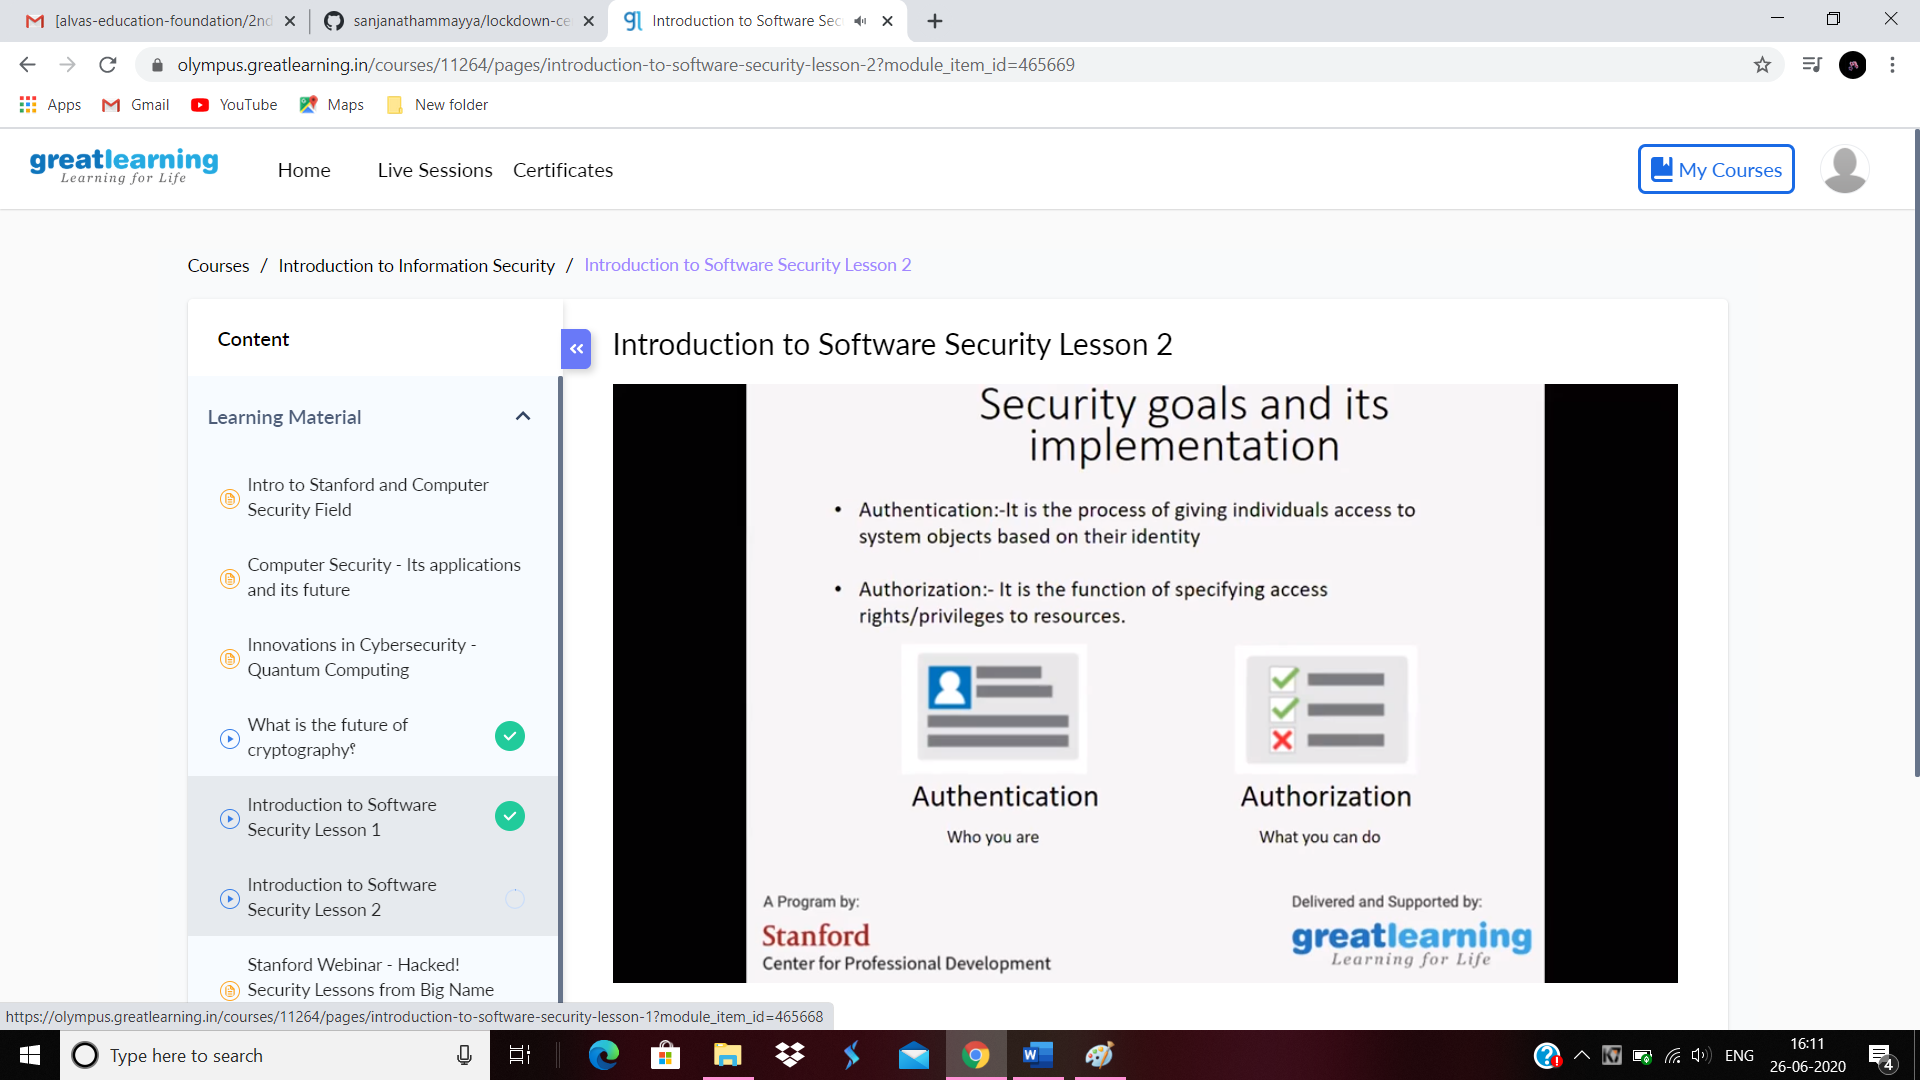 [alvas-education-foundation/2nd
sanjanathammayya/lockdown-ce
Introduction to Software Sec
olympus.greatlearning.in/courses/11264/pages/introduction-to-software-security-lesson-2?module_item_id=465669
Apps
Gmail
YouTube
Maps
New folder
greatlearning
Learning for Life
Home
Live Sessions
Certificates
My Courses
Courses / Introduction to Information Security / Introduction to Software Security Lesson 2
Content
Learning Material
Intro to Stanford and Computer
Security Field
Computer Security - Its applications
and its future
Innovations in Cybersecurity -
Quantum Computing
What is the future of
cryptography?
Introduction to Software
Security Lesson 1
Introduction to Software
Security Lesson 2
Stanford Webinar - Hacked!
Security Lessons from Big Name
Introduction to Software Security Lesson 2
Security goals and its
implementation
• Authentication:-It is the process of giving individuals access to
system objects based on their identity
• Authorization:- It is the function of specifying access
rights/privileges to resources.
Authentication
Who you are
Authorization
What you can do
A Program by:
Stanford
Center for Professional Development
Delivered and Supported by:
greatlearning
Learning for Life
https://olympus.greatlearning.in/courses/11264/pages/introduction-to-software-security-lesson-1?module_item_id=465668
Type here to search
ENG
16:11
26-06-2020
4